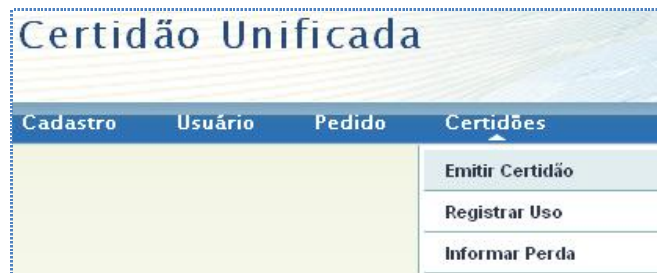 Certidão Unificada
Cadastro Usuário Pedido Certidões
Emitir Certidão
Registrar Uso
Informar Perda